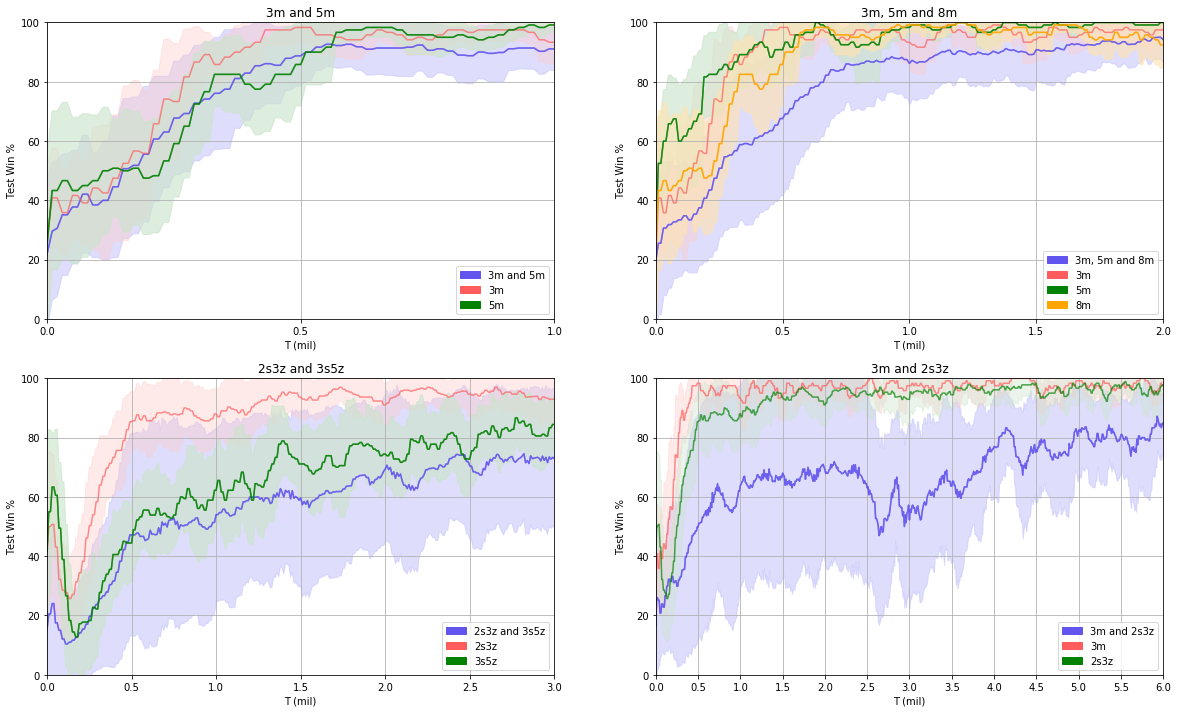 3m and 5m
Test Win %
100
80
60
40
20
0
0.0 0.5 1.0
T (mil)
3m and 5m
3m
5m
3m, 5m and 8m
Test Win %
100
80
60
40
20
0
0.0 0.5 1.0 1.5 2.0
T (mil)
3m, 5m and 8m
3m
5m
8m
2s3z and 3s5z
Test Win %
100
80
60
40
20
0
0.0 0.5 1.0 1.5 2.0 2.5 3.0
T (mil)
2s3z and 3s5z
2s3z
3s5z
3m and 2s3z
Test Win %
100
80
60
40
20
0
0.0 0.5 1.0 1.5 2.0 2.5 3.0 3.5 4.0 4.5 5.0 5.5 6.0
T (mil)
3m and 2s3z
3m
2s3z